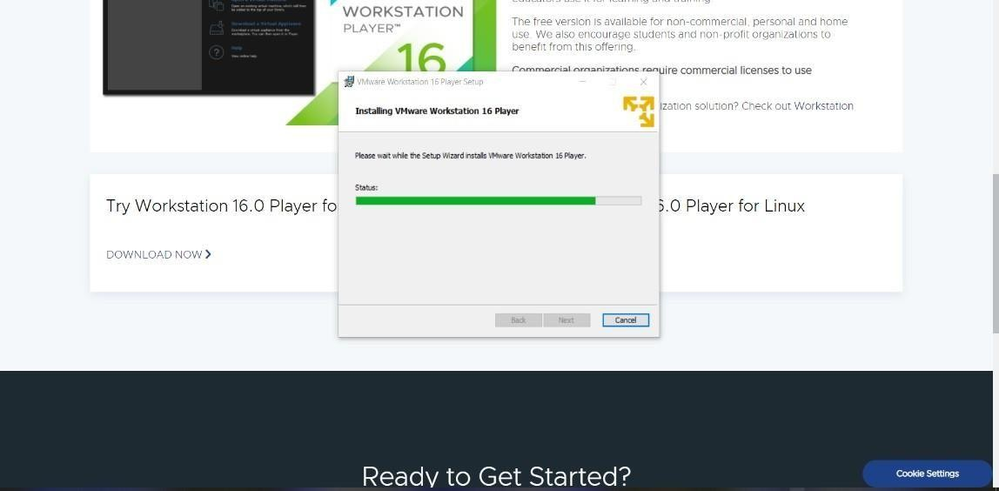 Open an existing virtual machine, which will then
be added to the top of your library.
Download a Virtual Appliance
Download a virtual appliance from the
marketplace. You can then open it in Player.
Help
View online help.
WORKSTATION
PLAYER™
16
educators use it for learning and training.
The free version is available for non-commercial, personal and home
use. We also encourage students and non-profit organizations to
benefit from this offering.
Commercial organizations require commercial licenses to use
ization solution? Check out Workstation
VMware Workstation 16 Player Setup
Installing VMware Workstation 16 Player
Please wait while the Setup Wizard installs VMware Workstation 16 Player.
Status:
Back
Next
Cancel
Try Workstation 16.0 Player fo
6.0 Player for Linux
DOWNLOAD NOW
Ready to Get Started?
Cookie Settings